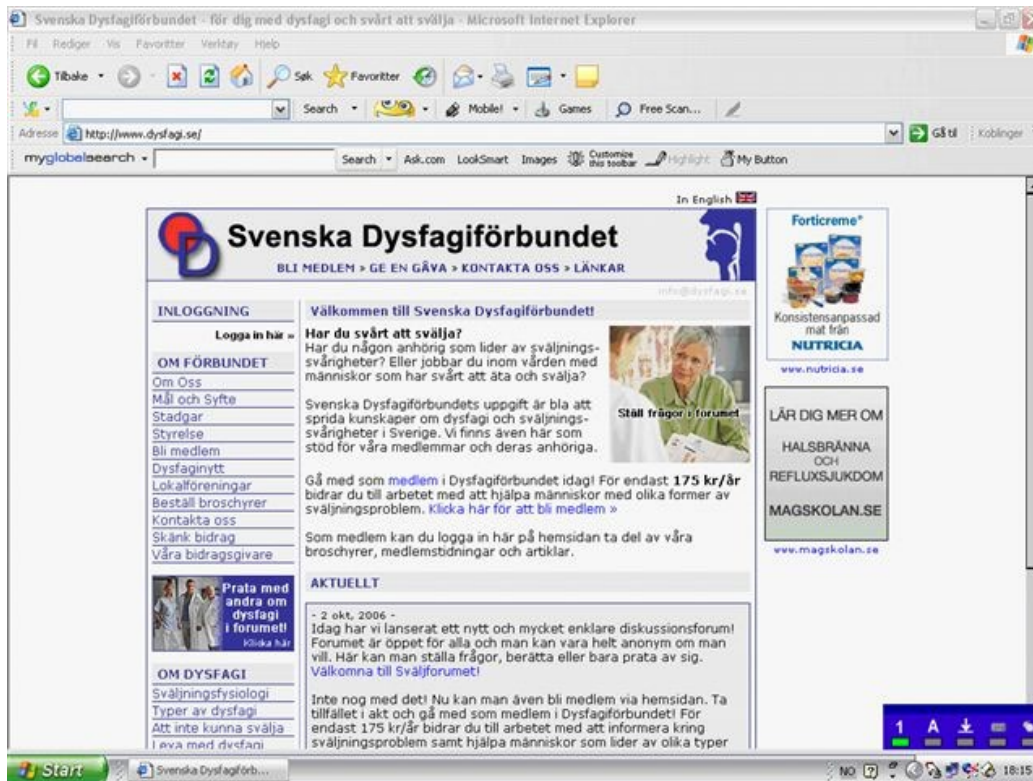 Svenska Dysfagiförbundet - för dig med dysfagi och svårt att svälja - Microsoft Internet Explorer
Fil Rediger Vis Favoritter Verktøy Hjelp
Tilbake Søk Favoritter
Search Mobile! Games Free Scan...
Adresse http://www.dysfagi.se/ Gå til Koblinger
myglobalsearch Search Ask.com LookSmart Images Customize this toolbar Highlight My Button
In English
Svenska Dysfagiförbundet
BLI MEDLEM > GE EN GÅVA > KONTAKTA OSS > LÄNKAR
info@dysfagi.se
INLOGGNING
Logga in här »
OM FÖRBUNDET
Om Oss
Mål och Syfte
Stadgar
Styrelse
Bli medlem
Dysfaginytt
Lokalföreningar
Beställ broschyrer
Kontakta oss
Skänk bidrag
Våra bidragsgivare
Prata med
andra om
dysfagi
i forumet!
Klicka här
OM DYSFAGI
Sväljningsfysiologi
Typer av dysfagi
Att inte kunna svälja
Leva med dysfagi
Välkommen till Svenska Dysfagiförbundet!
Har du svårt att svälja?
Har du någon anhörig som lider av sväljnings-
svårigheter? Eller jobbar du inom vården med
människor som har svårt att äta och svälja?
Svenska Dysfagiförbundets uppgift är bla att
sprida kunskaper om dysfagi och sväljnings-
svårigheter i Sverige. Vi finns även här som
stöd för våra medlemmar och deras anhöriga.
Ställ frågor i forumet
Gå med som medlem i Dysfagiförbundet idag! För endast 175 kr/år
bidrar du till arbetet med att hjälpa människor med olika former av
sväljningsproblem. Klicka här för att bli medlem »
Som medlem kan du logga in här på hemsidan ta del av våra
broschyrer, medlemstidningar och artiklar.
AKTUELLT
- 2 okt, 2006 -
Idag har vi lanserat ett nytt och mycket enklare diskussionsforum!
Forumet är öppet för alla och man kan vara helt anonym om man
vill. Här kan man ställa frågor, berätta eller bara prata av sig.
Välkomna till Sväljforumet!
Inte nog med det! Nu kan man även bli medlem via hemsidan. Ta
tillfället i akt och gå med som medlem i Dysfagiförbundet! För
endast 175 kr/år bidrar du till arbetet med att informera kring
sväljningsproblem samt hjälpa människor som lider av olika typer
Forticreme®
Konsistensanpassad
mat från
NUTRICIA
www.nutricia.se
LÄR DIG MER OM
HALSBRÄNNA
OCH
REFLUXSJUKDOM
MAGSKOLAN.SE
www.magskolan.se
1 A
Start Svenska Dysfagiförb... NO 18:15